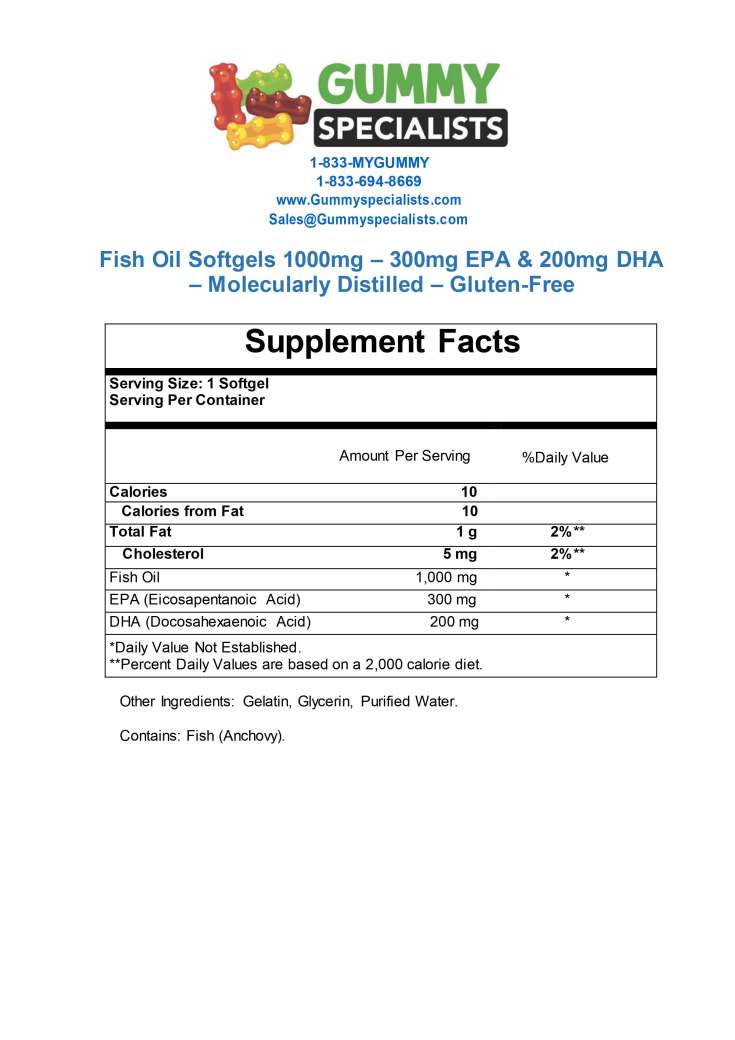 GUMMY
SPECIALISTS
1-833-MYGUMMY
1-833-694-8669
www.Gummyspecialists.com
Sales@Gummyspecialists.com
Fish Oil Softgels 1000mg – 300mg EPA & 200mg DHA
– Molecularly Distilled – Gluten-Free
Supplement Facts
Serving Size: 1 Softgel
Serving Per Container
Amount Per Serving %Daily Value
Calories 10
Calories from Fat 10
Total Fat 1 g 2%**
Cholesterol 5 mg 2%**
Fish Oil 1,000 mg *
EPA (Eicosapentanoic Acid) 300 mg *
DHA (Docosahexaenoic Acid) 200 mg *
*Daily Value Not Established.
**Percent Daily Values are based on a 2,000 calorie diet.
Other Ingredients: Gelatin, Glycerin, Purified Water.
Contains: Fish (Anchovy).